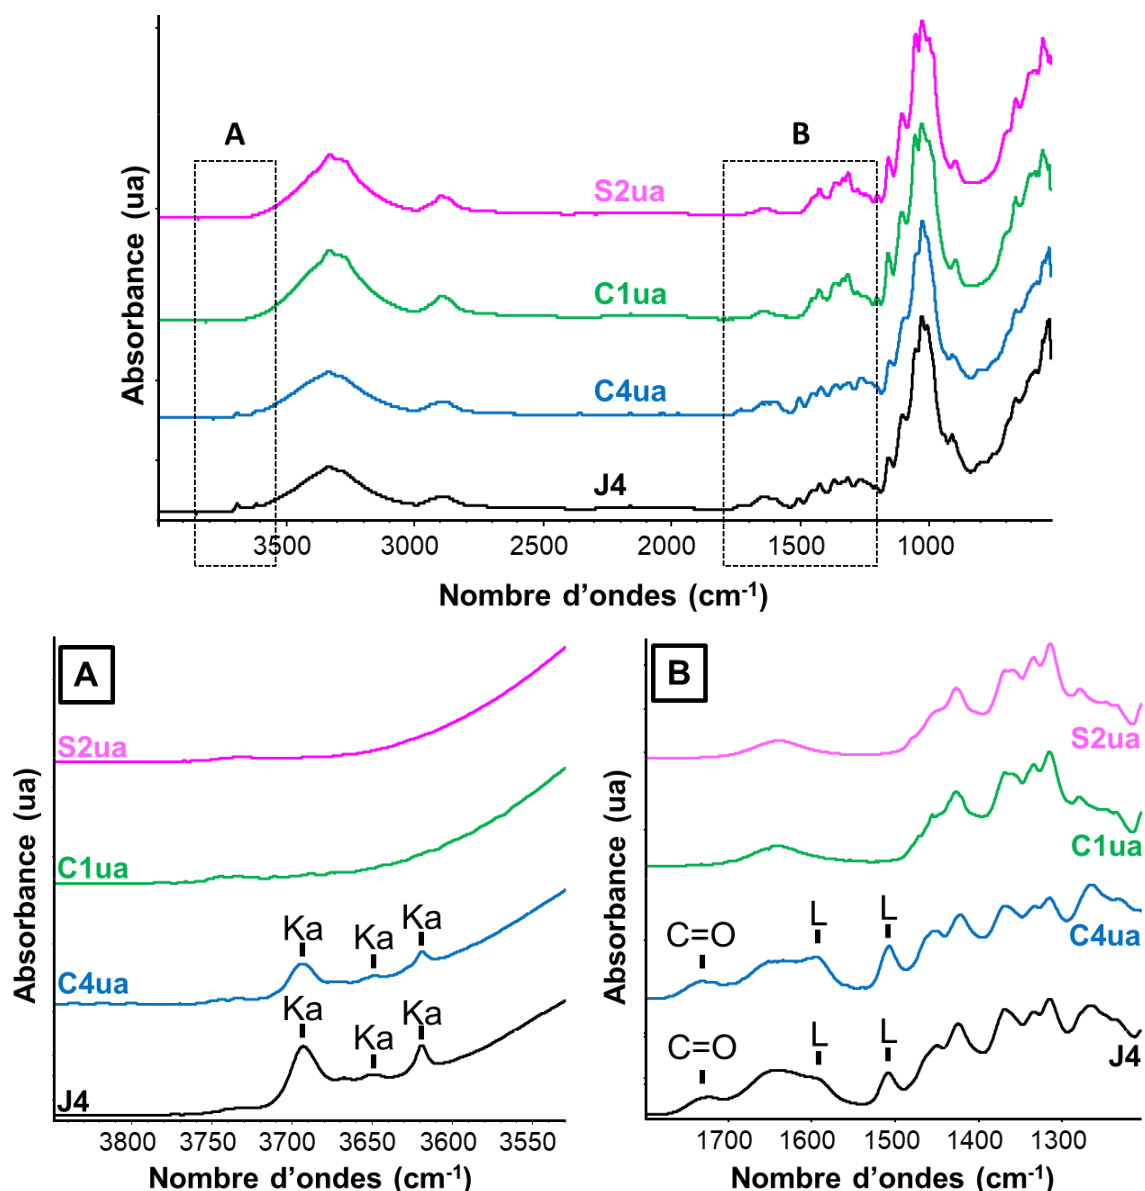 A
B
S2ua
C1ua
C4ua
J4
Absorbance (ua)
3500 3000 2500 2000 1500 1000
Nombre d’ondes (cm-1)
A
S2ua
C1ua
Ka Ka Ka
C4ua
Ka Ka Ka
J4
Absorbance (ua)
3800 3750 3700 3650 3600 3550
Nombre d’ondes (cm-1)
B
S2ua
C1ua
C=O L L
C4ua
C=O L L
J4
Absorbance (ua)
1700 1600 1500 1400 1300
Nombre d’ondes (cm-1)